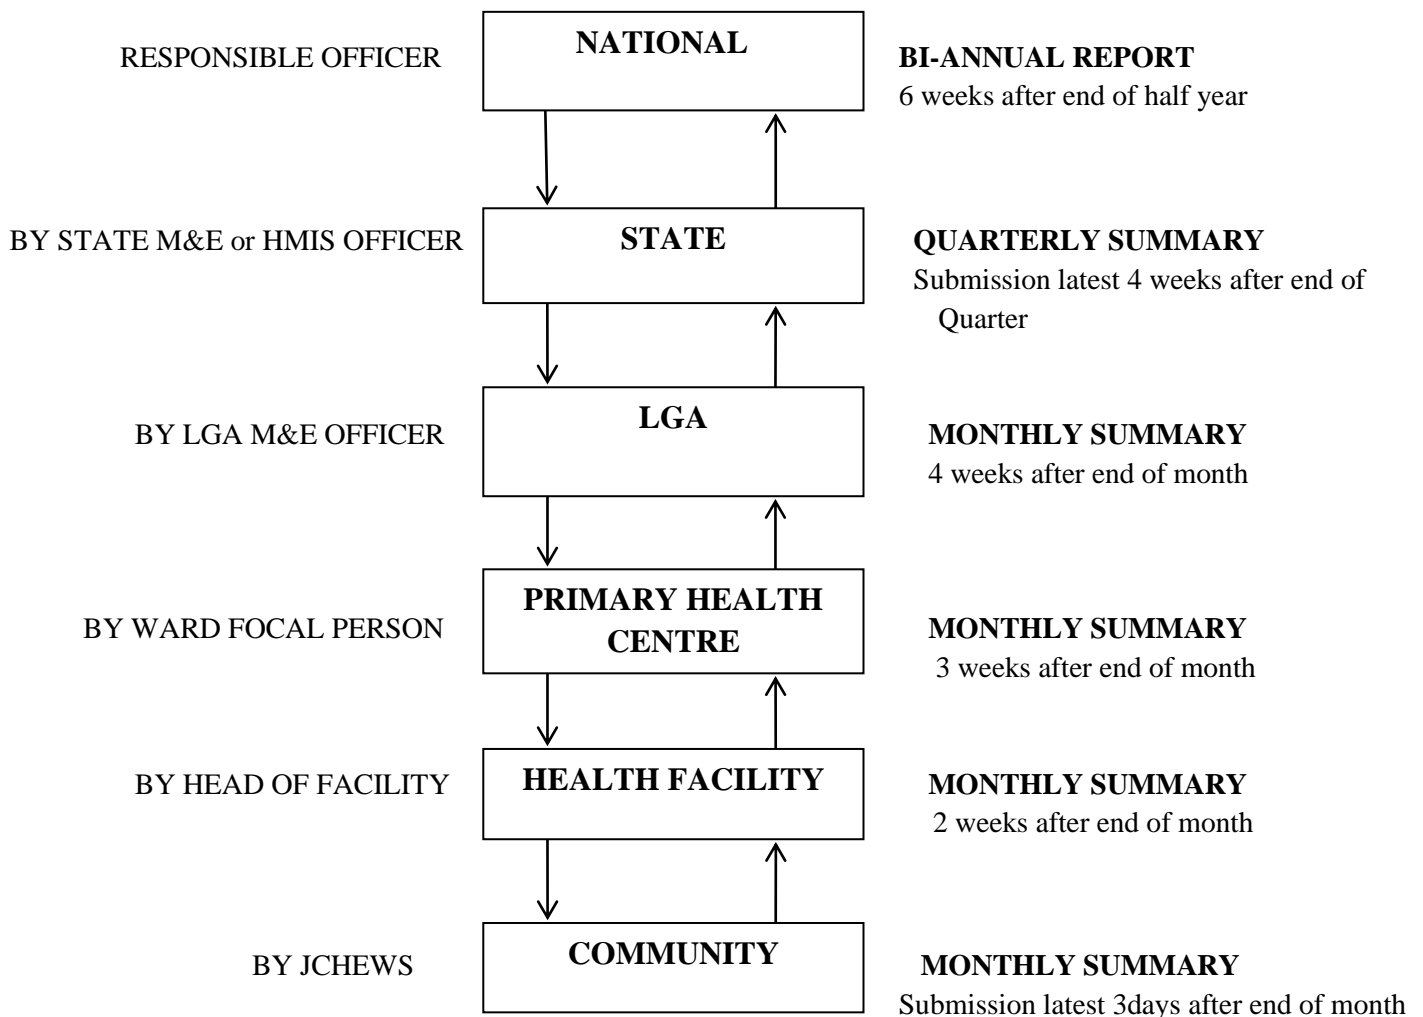 RESPONSIBLE OFFICER
NATIONAL
BI-ANNUAL REPORT
6 weeks after end of half year
BY STATE M&E or HMIS OFFICER
STATE
QUARTERLY SUMMARY
Submission latest 4 weeks after end of
Quarter
BY LGA M&E OFFICER
LGA
MONTHLY SUMMARY
4 weeks after end of month
BY WARD FOCAL PERSON
PRIMARY HEALTH
CENTRE
MONTHLY SUMMARY
3 weeks after end of month
BY HEAD OF FACILITY
HEALTH FACILITY
MONTHLY SUMMARY
2 weeks after end of month
BY JCHEWS
COMMUNITY
MONTHLY SUMMARY
Submission latest 3days after end of month